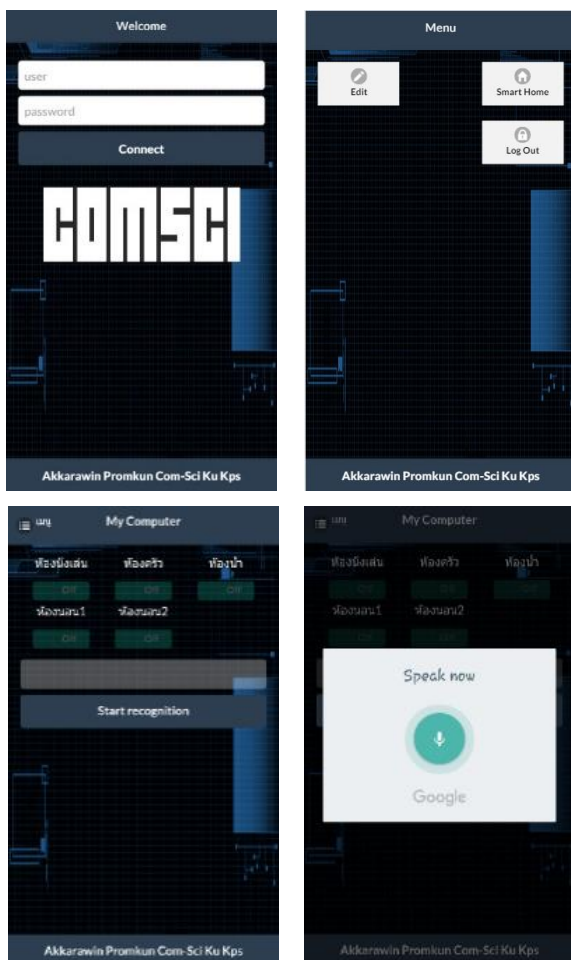 Welcome
user
password
Connect
COMSCI
Akkarawin Promkun Com-Sci Ku Kps
Menu
Edit
Smart Home
Log Out
Akkarawin Promkun Com-Sci Ku Kps
เมนู
My Computer
ห้องนั่งเล่น ห้องครัว ห้องน้ำ
Off Off Off
ห้องนอน1 ห้องนอน2
Off Off
Start recognition
Akkarawin Promkun Com-Sci Ku Kps
เมนู
My Computer
ห้องนั่งเล่น ห้องครัว ห้องน้ำ
Off
ห้องนอน1 ห้องนอน2
Off Off
Speak now
Google
Akkarawin Promkun Com-Sci Ku Kps